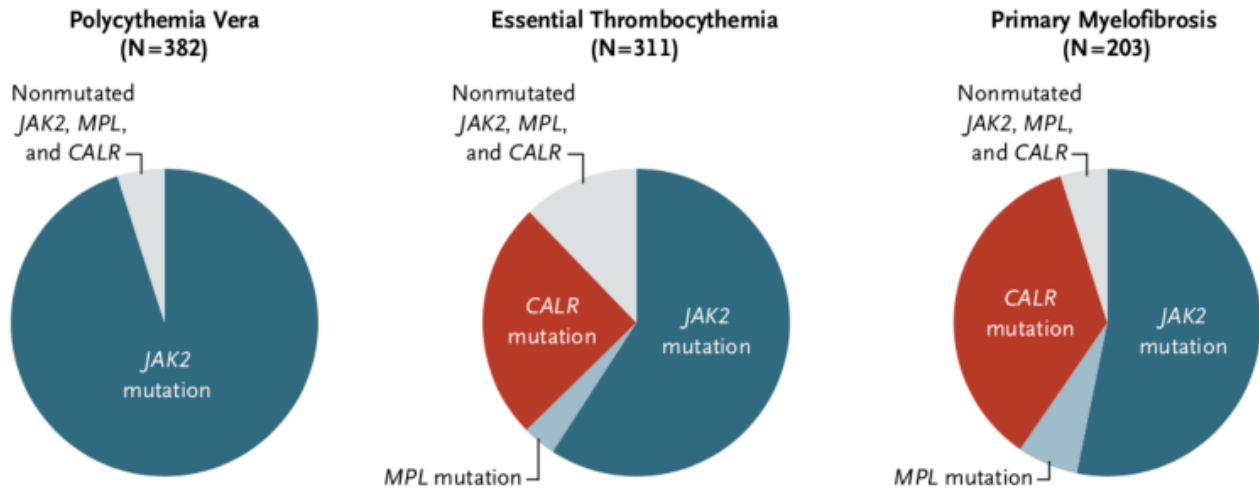 Polycythemia Vera
(N=382)
Nonmutated
JAK2, MPL,
and CALR
JAK2
mutation
Essential Thrombocythemia
(N=311)
Nonmutated
JAK2, MPL,
and CALR
CALR
mutation
JAK2
mutation
MPL mutation
Primary Myelofibrosis
(N=203)
Nonmutated
JAK2, MPL,
and CALR
CALR
mutation
JAK2
mutation
MPL mutation